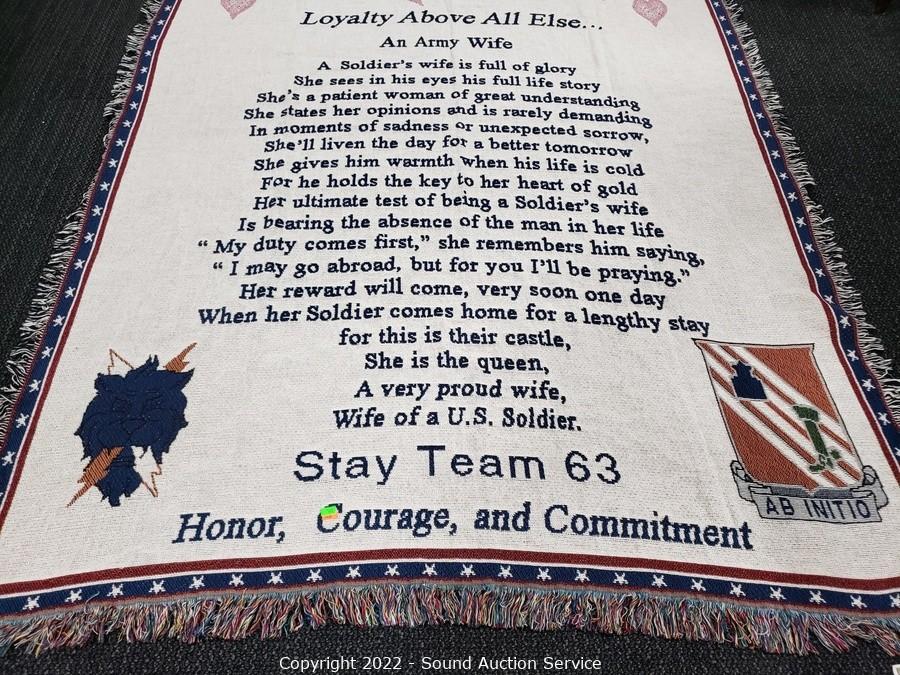 Loyalty Above All Else...
An Army Wife
A Soldier's wife is full of glory
She sees in his eyes his full life story
She's a patient woman of great understanding
She states her opinions and is rarely demanding
In moments of sadness or unexpected sorrow,
She'll liven the day for a better tomorrow
She gives him warmth when his life is cold
For he holds the key to her heart of gold
Her ultimate test of being a Soldier's wife
Is bearing the absence of the man in her life
“ My duty comes first,” she remembers him saying,
“ I may go abroad, but for you I'll be praying.”
Her reward will come, very soon one day
When her Soldier comes home for a lengthy stay
for this is their castle,
She is the queen,
A very proud wife,
Wife of a U.S. Soldier.
Stay Team 63
AB INITIO
Honor, Courage, and Commitment
Copyright 2022 - Sound Auction Service